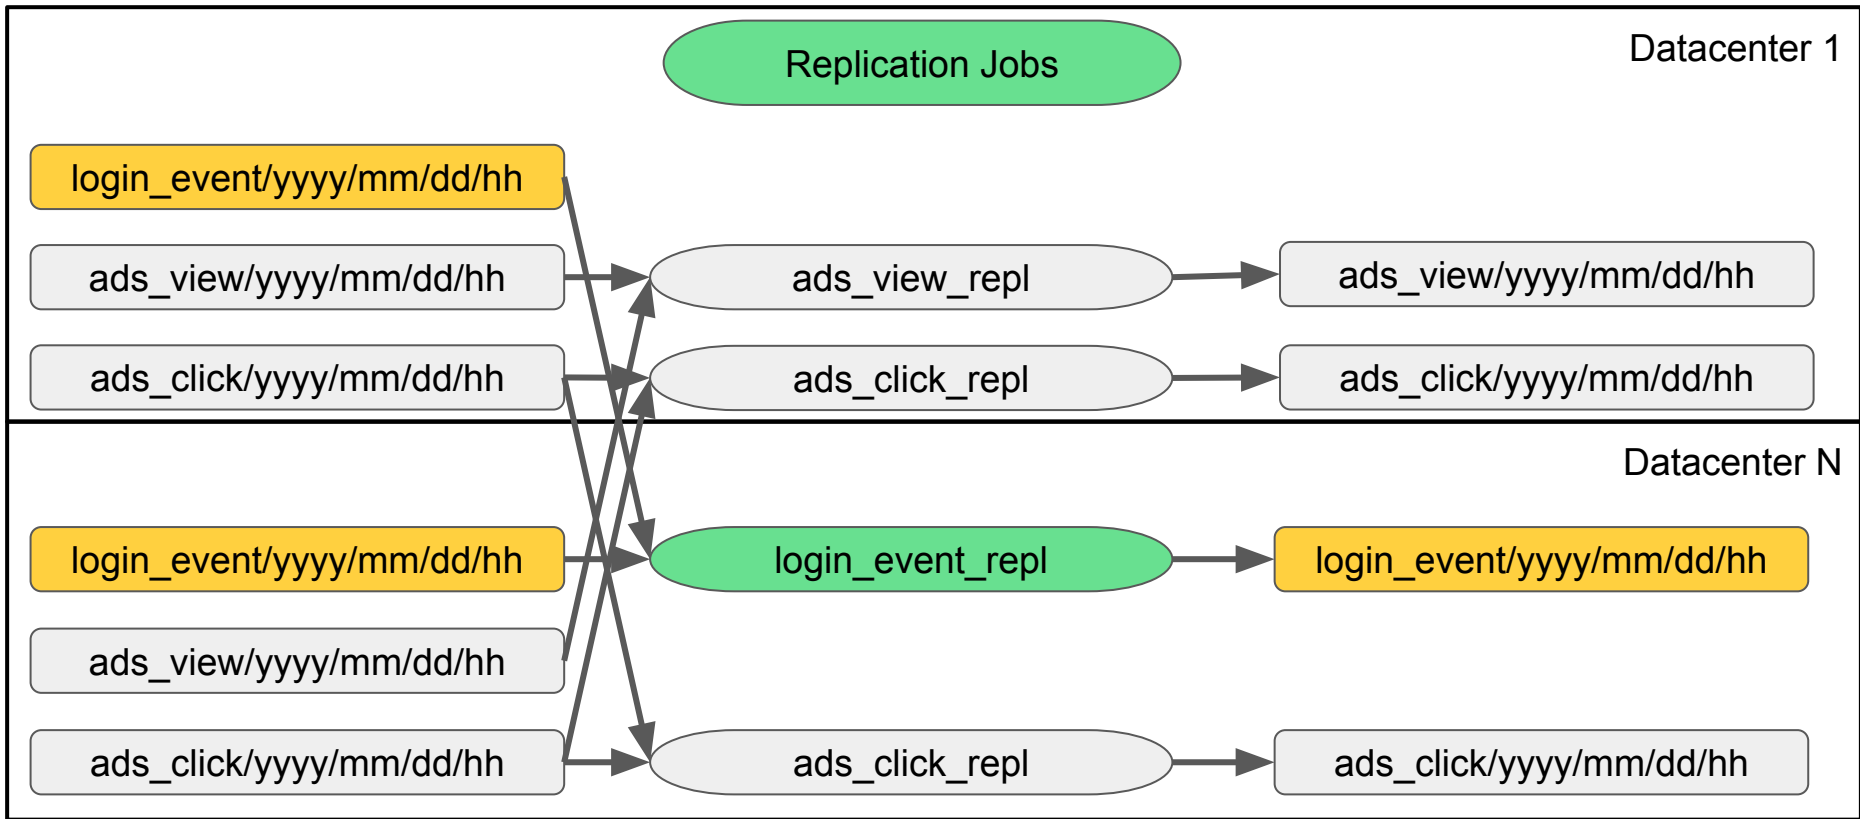 Replication Jobs
Datacenter 1
login_event/yyyy/mm/dd/hh
ads_view/yyyy/mm/dd/hh
ads_view_repl
ads_view/yyyy/mm/dd/hh
ads_click/yyyy/mm/dd/hh
ads_click_repl
ads_click/yyyy/mm/dd/hh
Datacenter N
login_event/yyyy/mm/dd/hh
login_event_repl
login_event/yyyy/mm/dd/hh
ads_view/yyyy/mm/dd/hh
ads_click/yyyy/mm/dd/hh
ads_click_repl
ads_click/yyyy/mm/dd/hh